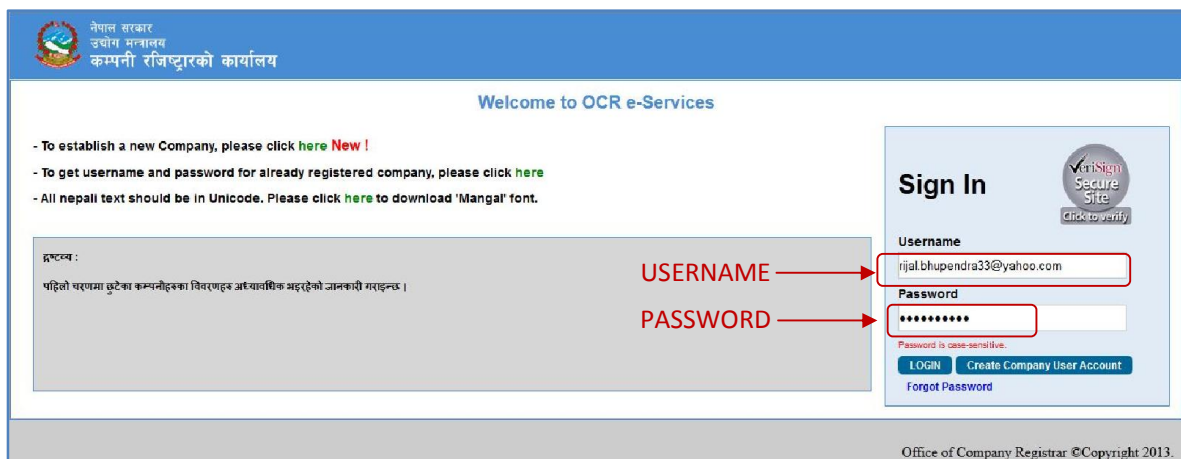 नेपाल सरकार
उद्योग मन्त्रालय
कम्पनी रजिष्ट्रारको कार्यालय
Welcome to OCR e-Services
- To establish a new Company, please click here New !
- To get username and password for already registered company, please click here
- All nepali text should be in Unicode. Please click here to download 'Mangal' font.
द्रष्टव्य :
पहिलो चरणमा छुटेका कम्पनीहरुका विवरणहरु अध्यावधिक भइरहेको जानकारी गराइन्छ |
Sign In
VeriSign
Secure
Site
Click to verify
Username
USERNAME
rijal.bhupendra33@yahoo.com
Password
PASSWORD
Password is case-sensitive.
LOGIN Create Company User Account
Forgot Password
Office of Company Registrar ©Copyright 2013.